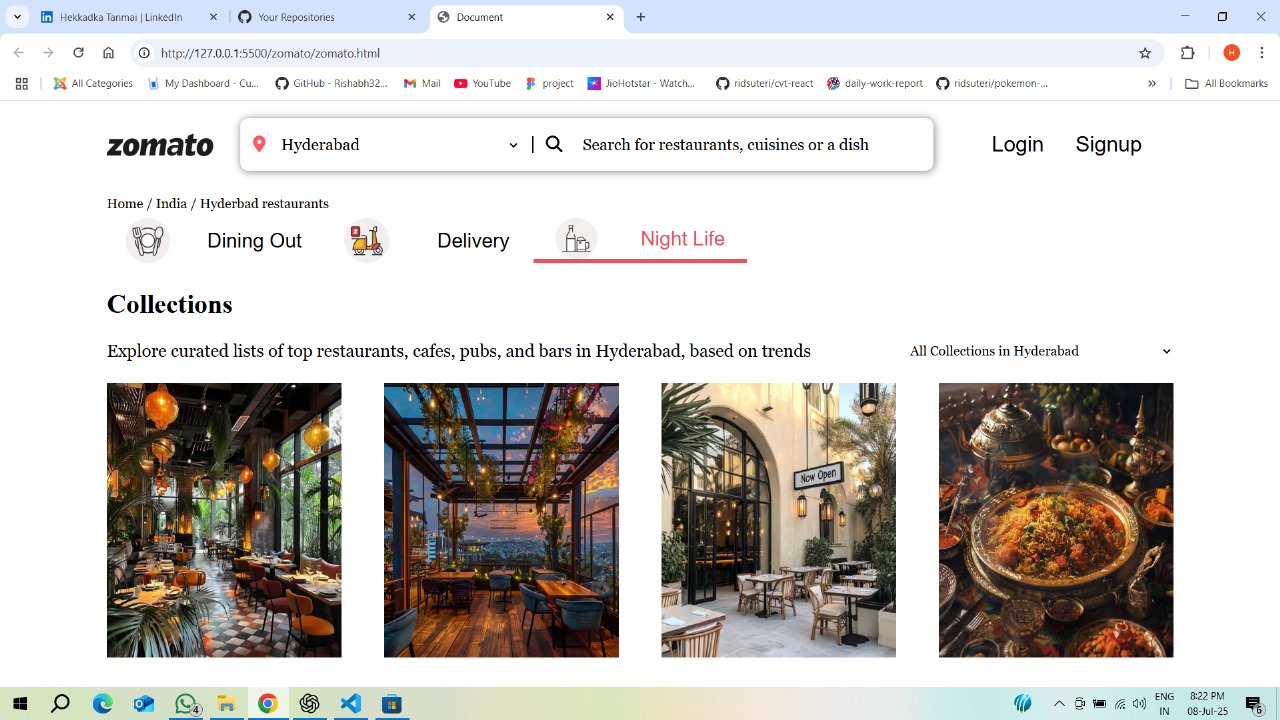 Hekkadka Tanmai | LinkedIn
Your Repositories
Document
http://127.0.0.1:5500/zomato/zomato.html
H
All Categories
My Dashboard - Cu...
GitHub - Rishabh32...
Mail
YouTube
project
JioHotstar - Watch...
ridsuteri/cvt-react
daily-work-report
ridsuteri/pokemon-...
»
All Bookmarks
zomato
Hyderabad
Search for restaurants, cuisines or a dish
Login
Signup
Home / India / Hyderbad restaurants
Dining Out
Delivery
Night Life
Collections
Explore curated lists of top restaurants, cafes, pubs, and bars in Hyderabad, based on trends
All Collections in Hyderabad
Now Open
4
ENG
IN
8:22 PM
08-Jul-25
6